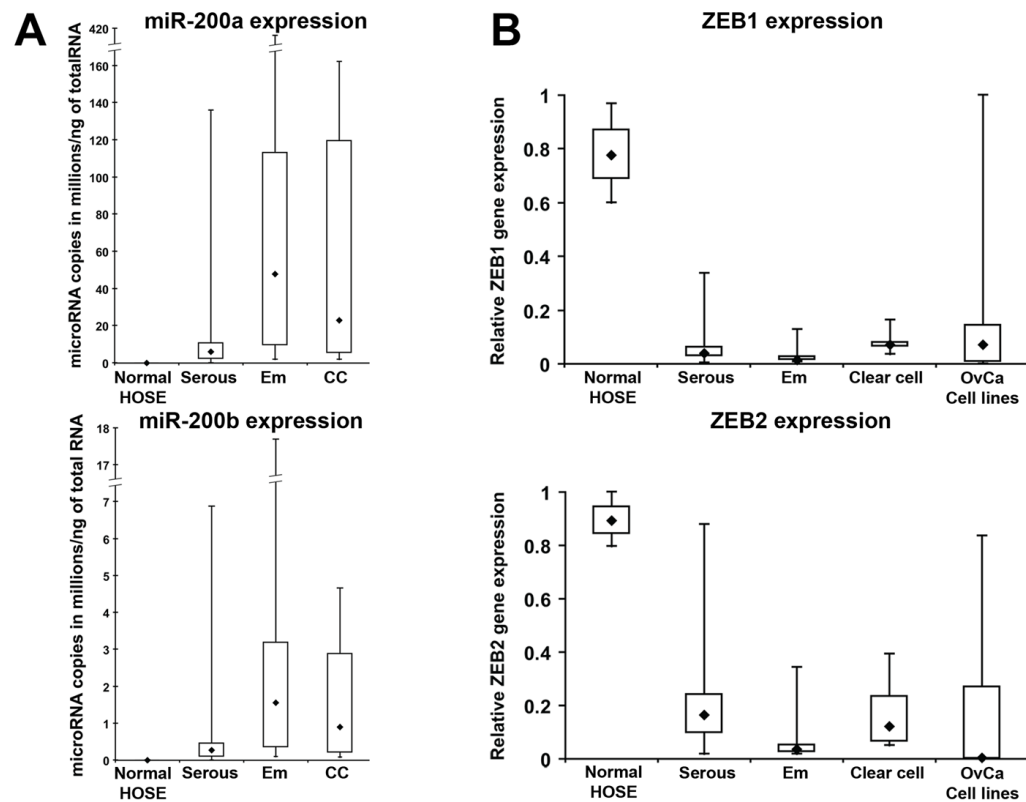 A
miR-200a expression
microRNA copies in millions/ng of totalRNA
420
160
140
120
100
80
60
40
20
0
Normal HOSE
Serous
Em
CC
miR-200b expression
microRNA copies in millions/ng of total RNA
18
17
7
6
5
4
3
2
1
0
Normal HOSE
Serous
Em
CC
B
ZEB1 expression
Relative ZEB1 gene expression
1
0.8
0.6
0.4
0.2
0
Normal HOSE
Serous
Em
Clear cell
OvCa Cell lines
ZEB2 expression
Relative ZEB2 gene expression
1
0.8
0.6
0.4
0.2
0
Normal HOSE
Serous
Em
Clear cell
OvCa Cell lines